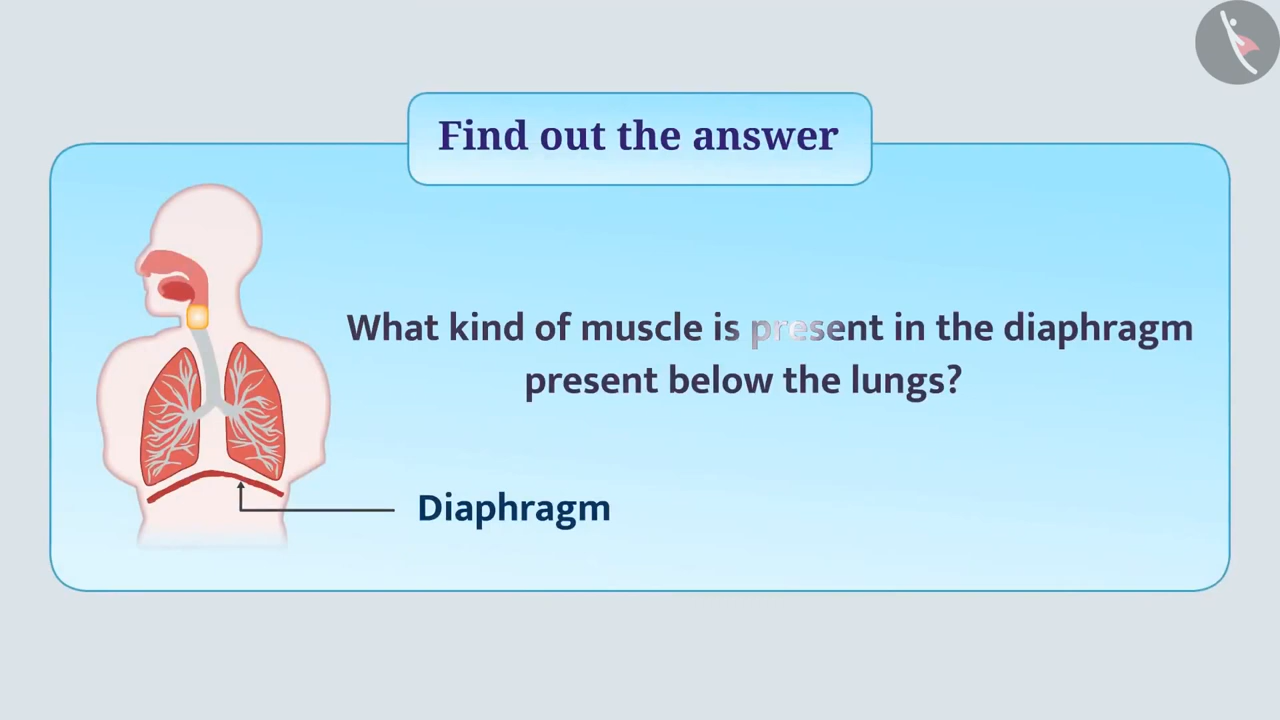 Find out the answer
What kind of muscle is present in the diaphragm
present below the lungs?
Diaphragm